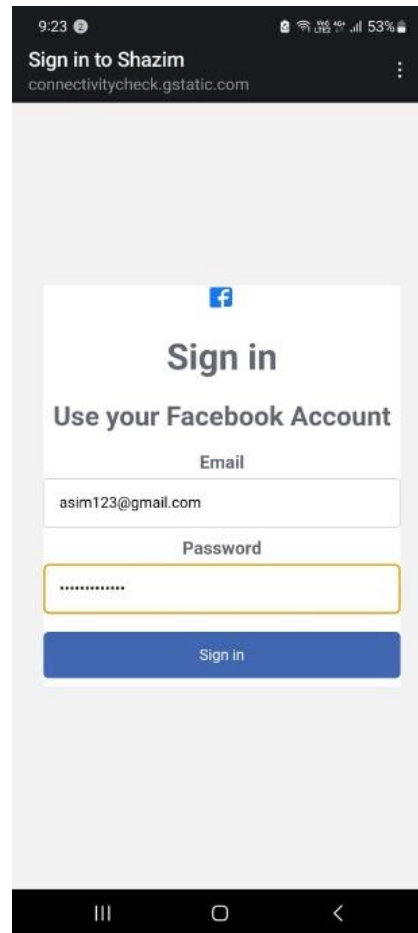 9:23 2 53%
Sign in to Shazim
connectivitycheck.gstatic.com
Sign in
Use your Facebook Account
Email
asim123@gmail.com
Password
•••••••••••••
Sign in